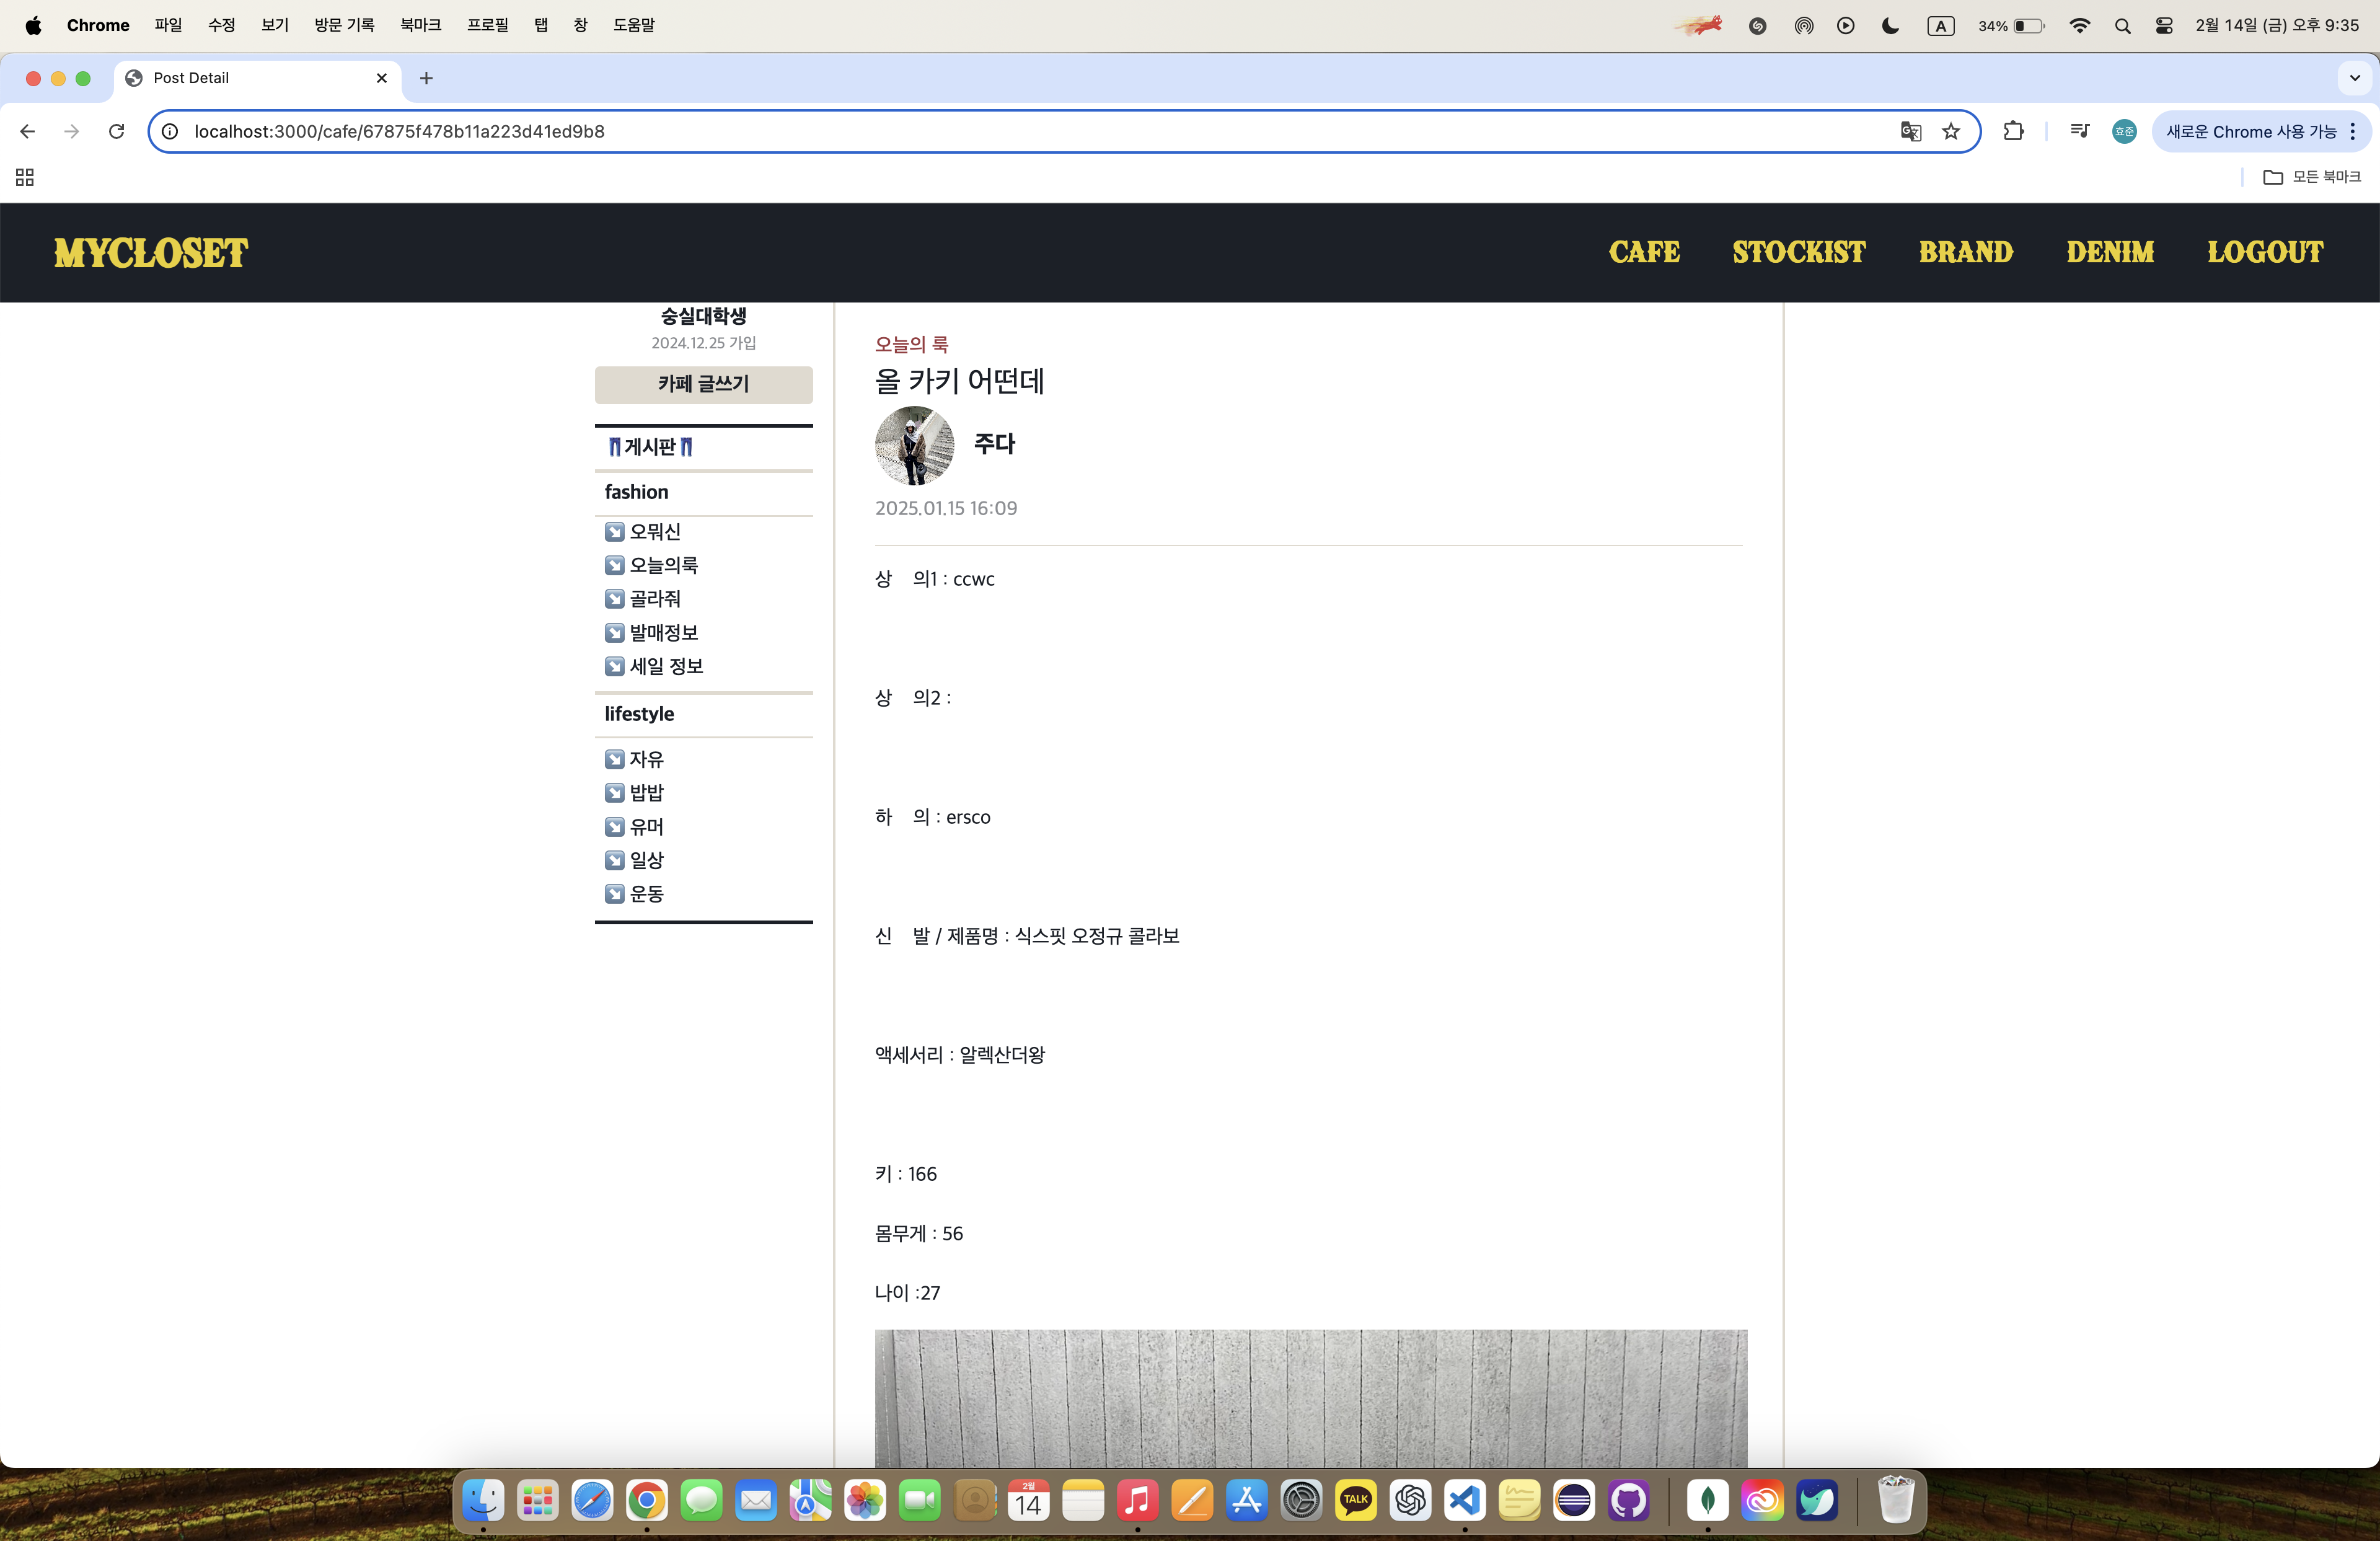 Chrome 파일 수정 보기 방문 기록 북마크 프로필 탭 창 도움말 A 34% 2월 14일 (금) 오후 9:35
Post Detail
localhost:3000/cafe/67875f478b11a223d41ed9b8 효준 새로운 Chrome 사용 가능
모든 북마크
MYCLOSET CAFE STOCKIST BRAND DENIM LOGOUT
숭실대학생
2024.12.25 가입
카페 글쓰기
👖게시판👖
fashion
↘️ 오뭐신
↘️ 오늘의룩
↘️ 골라줘
↘️ 발매정보
↘️ 세일 정보
lifestyle
↘️ 자유
↘️ 밥밥
↘️ 유머
↘️ 일상
↘️ 운동
오늘의 룩
올 카키 어떤데
주다
2025.01.15 16:09
상 의1 : ccwc
상 의2 :
하 의 : ersco
신 발 / 제품명 : 식스핏 오정규 콜라보
액세서리 : 알렉산더왕
키 : 166
몸무게 : 56
나이 :27
2월
14
TALK